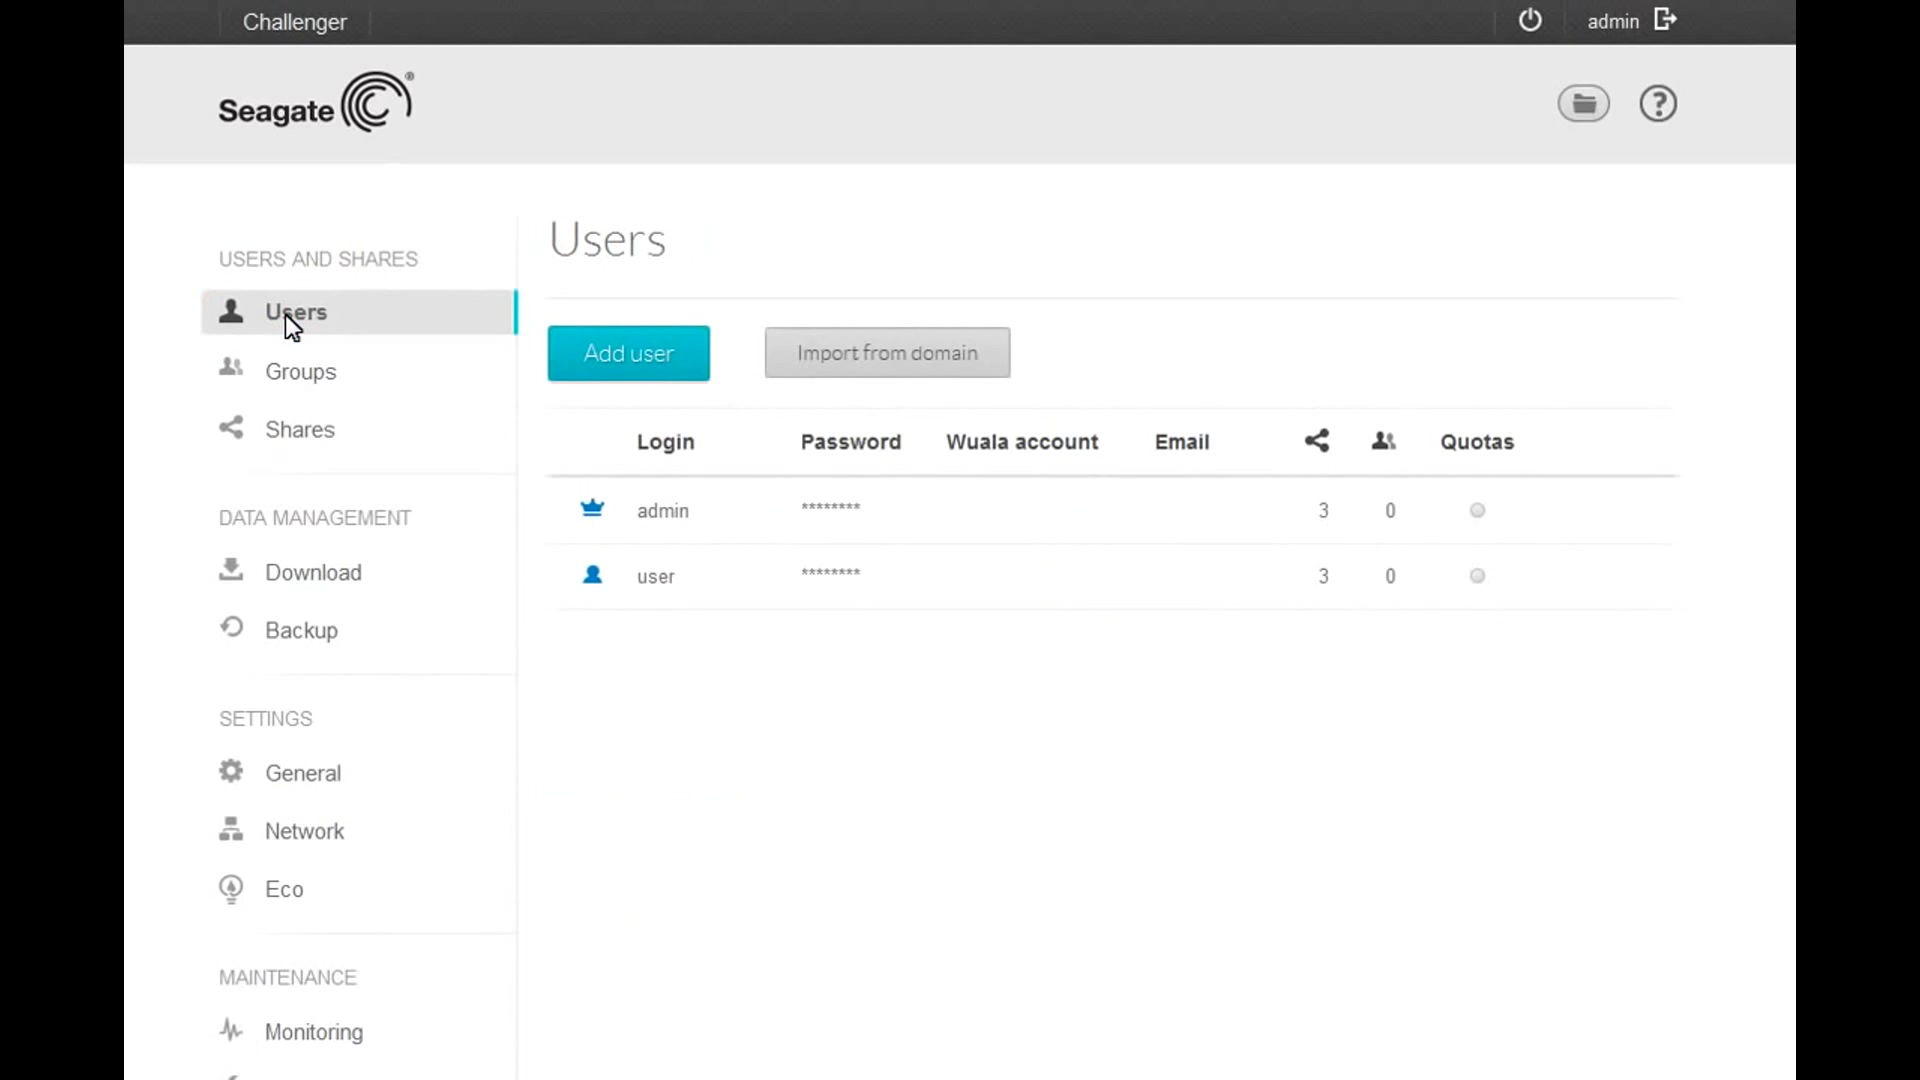 Challenger
admin
Seagate
®
USERS AND SHARES
Users
Groups
Shares
DATA MANAGEMENT
Download
Backup
SETTINGS
General
Network
Eco
MAINTENANCE
Monitoring
Users
Add user
Import from domain
Login Password Wuala account Email Quotas
admin ******** 3 0
user ******** 3 0